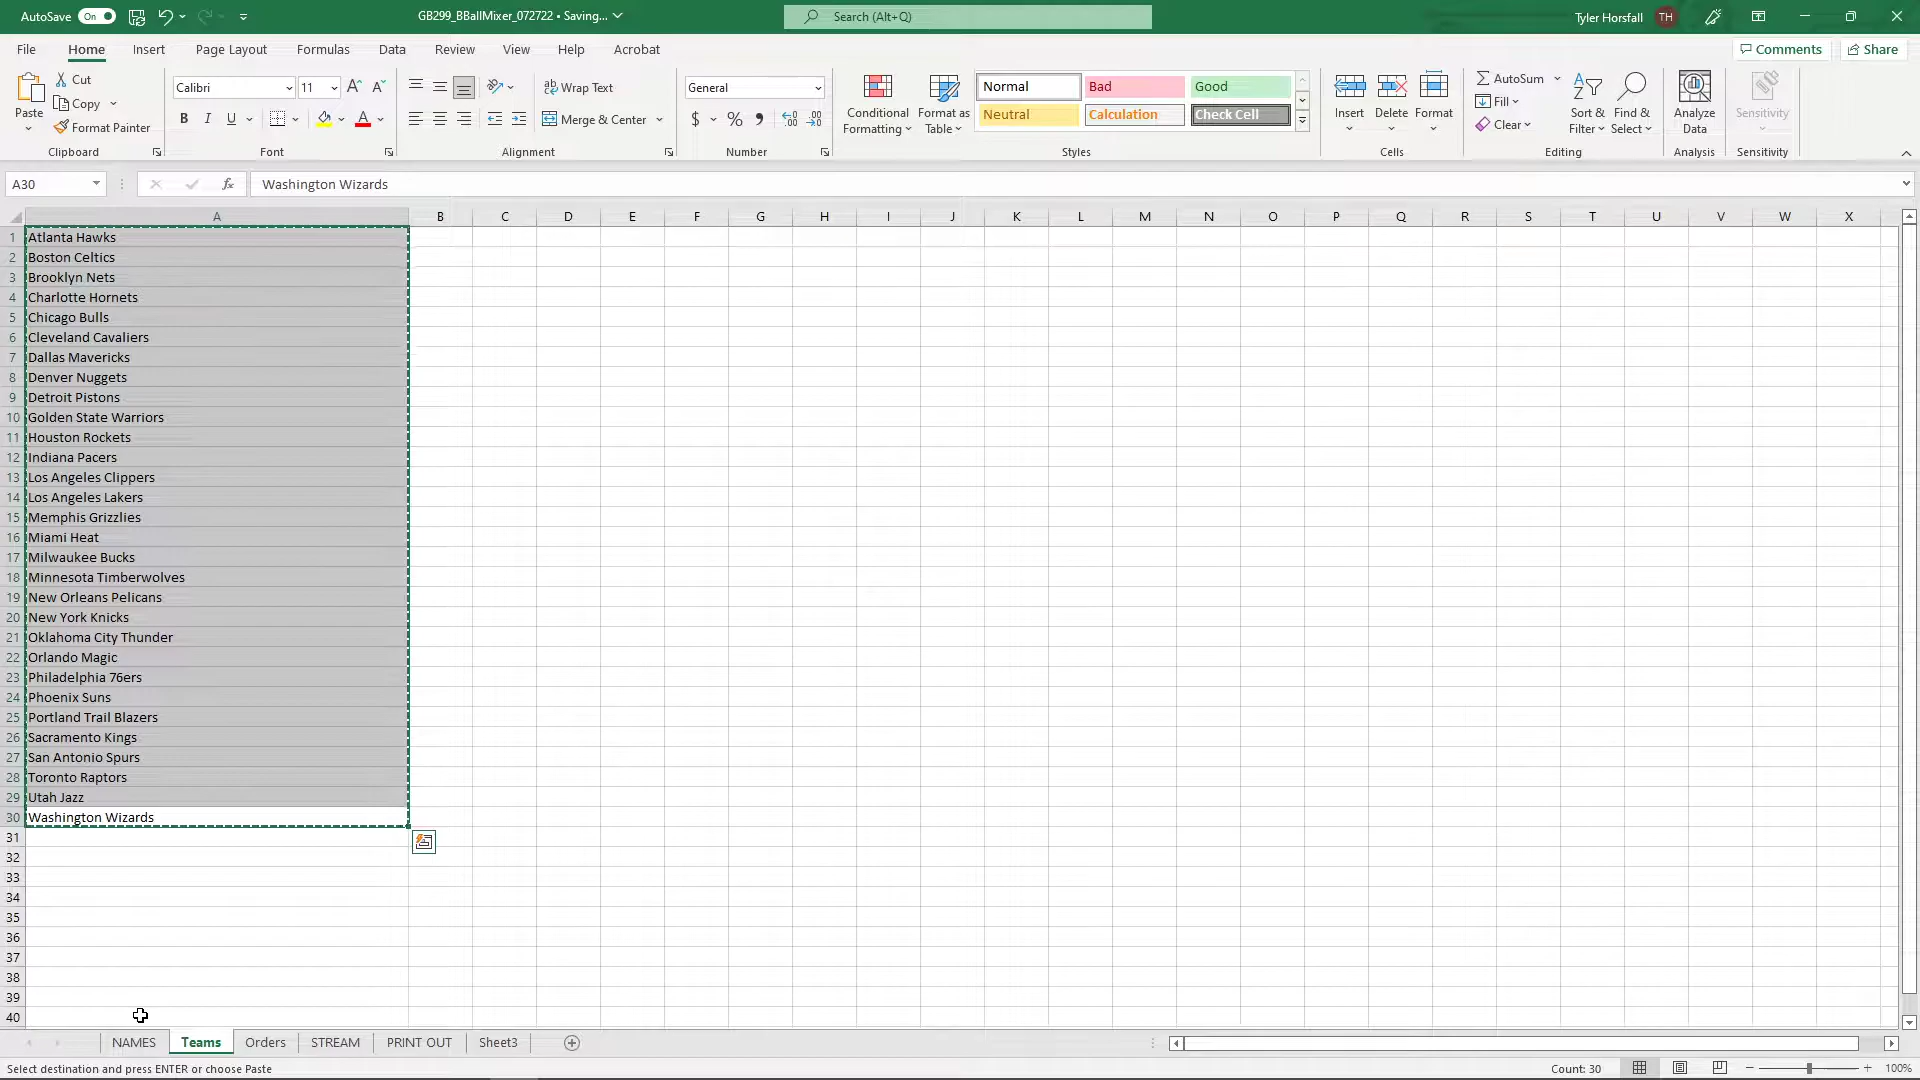 AutoSave On GB299_BBallMixer_072722 • Saving... Search (Alt+Q) Tyler Horsfall TH
File Home Insert Page Layout Formulas Data Review View Help Acrobat Comments Share
Paste Cut Copy Format Painter Clipboard
Calibri 11 A A B I U A Font
ab Wrap Text Merge & Center Alignment
General $ % Number
Conditional Formatting Format as Table Normal Bad Good Neutral Calculation Check Cell Styles
Insert Delete Format Cells
AutoSum Fill Clear Sort & Filter Find & Select Editing
Analyze Data Analysis Sensitivity Sensitivity
A30 fx Washington Wizards
A B C D E F G H I J K L M N O P Q R S T U V W X
1 Atlanta Hawks
2 Boston Celtics
3 Brooklyn Nets
4 Charlotte Hornets
5 Chicago Bulls
6 Cleveland Cavaliers
7 Dallas Mavericks
8 Denver Nuggets
9 Detroit Pistons
10 Golden State Warriors
11 Houston Rockets
12 Indiana Pacers
13 Los Angeles Clippers
14 Los Angeles Lakers
15 Memphis Grizzlies
16 Miami Heat
17 Milwaukee Bucks
18 Minnesota Timberwolves
19 New Orleans Pelicans
20 New York Knicks
21 Oklahoma City Thunder
22 Orlando Magic
23 Philadelphia 76ers
24 Phoenix Suns
25 Portland Trail Blazers
26 Sacramento Kings
27 San Antonio Spurs
28 Toronto Raptors
29 Utah Jazz
30 Washington Wizards
31
32
33
34
35
36
37
38
39
40
NAMES Teams Orders STREAM PRINT OUT Sheet3
Select destination and press ENTER or choose Paste Count: 30 100%